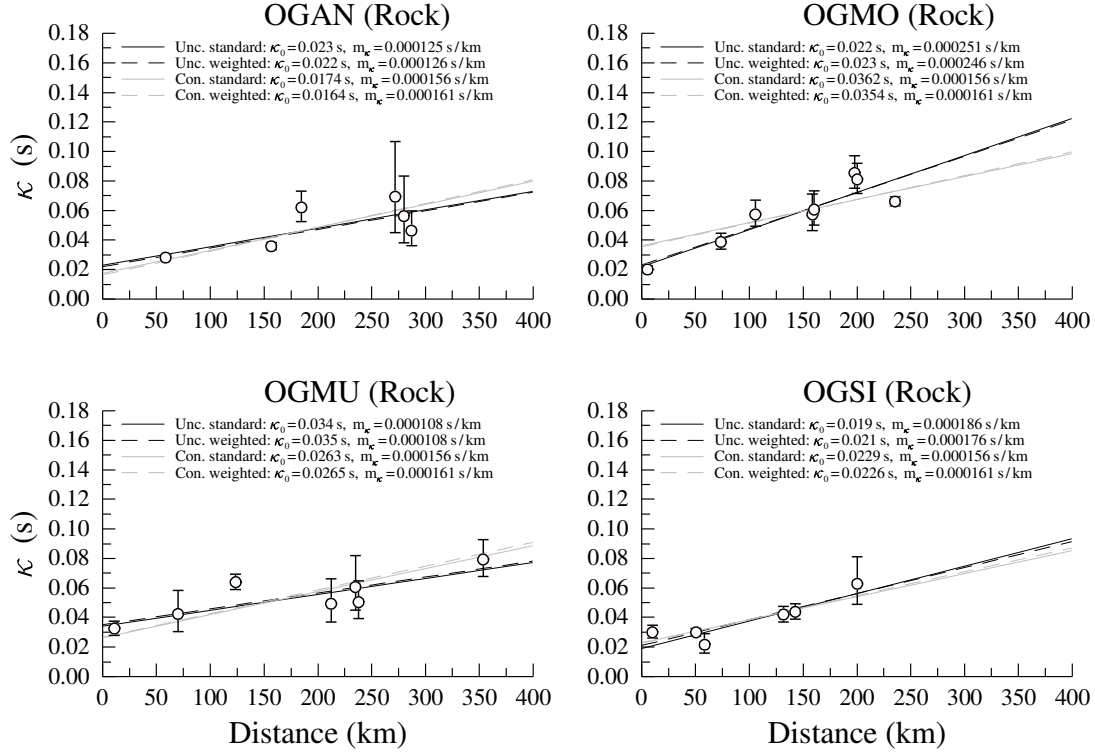 OGAN (Rock)
Unc. standard: κ₀ = 0.023 s, mκ = 0.000125 s/km
Unc. weighted: κ₀ = 0.022 s, mκ = 0.000126 s/km
Con. standard: κ₀ = 0.0174 s, mκ = 0.000156 s/km
Con. weighted: κ₀ = 0.0164 s, mκ = 0.000161 s/km
κ (s)
0.18
0.16
0.14
0.12
0.10
0.08
0.06
0.04
0.02
0.00
0 50 100 150 200 250 300 350 400
OGMO (Rock)
Unc. standard: κ₀ = 0.022 s, mκ = 0.000251 s/km
Unc. weighted: κ₀ = 0.023 s, mκ = 0.000246 s/km
Con. standard: κ₀ = 0.0362 s, mκ = 0.000156 s/km
Con. weighted: κ₀ = 0.0354 s, mκ = 0.000161 s/km
0.18
0.16
0.14
0.12
0.10
0.08
0.06
0.04
0.02
0.00
0 50 100 150 200 250 300 350 400
OGMU (Rock)
Unc. standard: κ₀ = 0.034 s, mκ = 0.000108 s/km
Unc. weighted: κ₀ = 0.035 s, mκ = 0.000108 s/km
Con. standard: κ₀ = 0.0263 s, mκ = 0.000156 s/km
Con. weighted: κ₀ = 0.0265 s, mκ = 0.000161 s/km
κ (s)
0.18
0.16
0.14
0.12
0.10
0.08
0.06
0.04
0.02
0.00
0 50 100 150 200 250 300 350 400
Distance (km)
OGSI (Rock)
Unc. standard: κ₀ = 0.019 s, mκ = 0.000186 s/km
Unc. weighted: κ₀ = 0.021 s, mκ = 0.000176 s/km
Con. standard: κ₀ = 0.0229 s, mκ = 0.000156 s/km
Con. weighted: κ₀ = 0.0226 s, mκ = 0.000161 s/km
0.18
0.16
0.14
0.12
0.10
0.08
0.06
0.04
0.02
0.00
0 50 100 150 200 250 300 350 400
Distance (km)